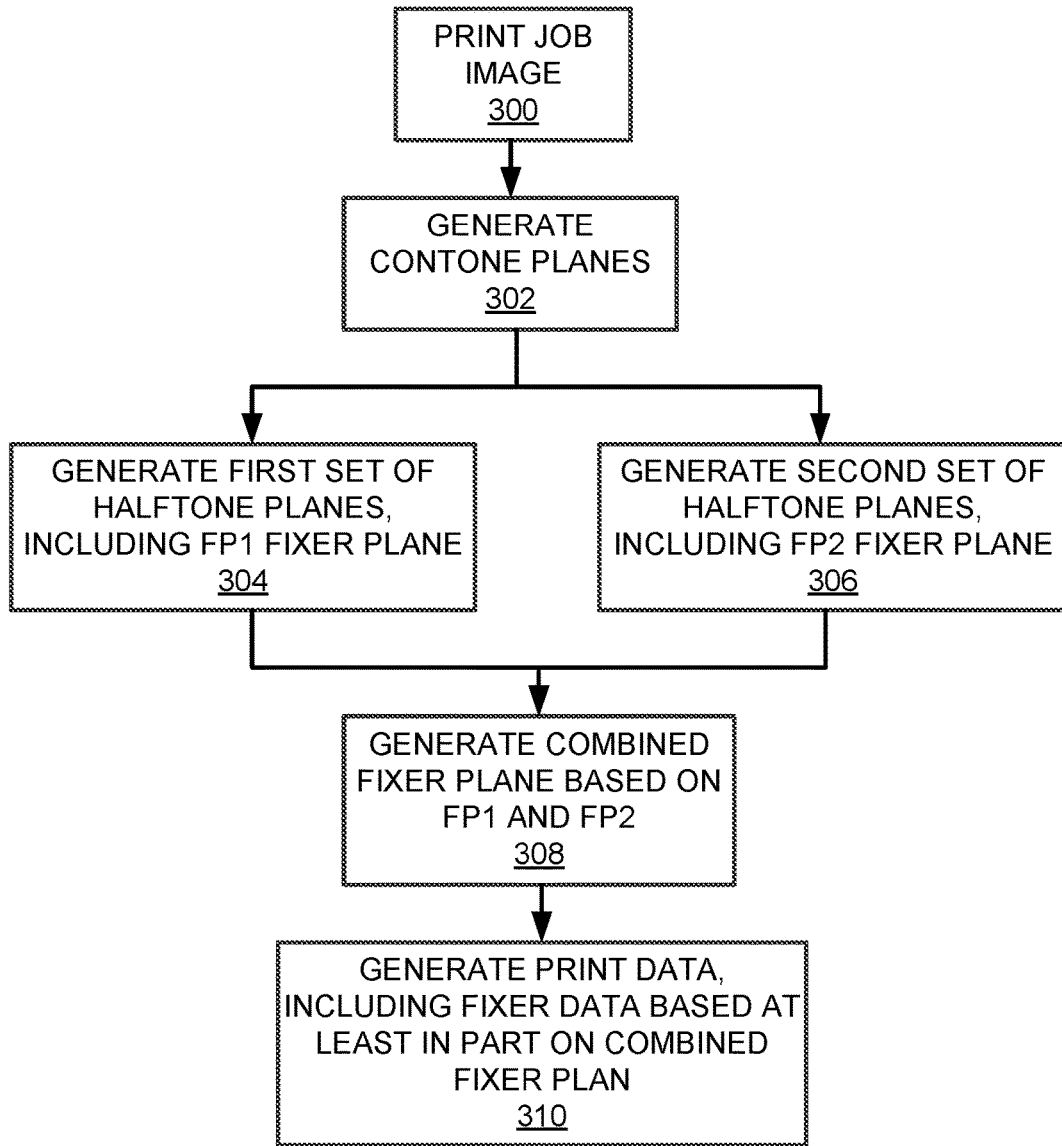 PRINT JOB
IMAGE
300
GENERATE
CONTONE PLANES
302
GENERATE FIRST SET OF
HALFTONE PLANES,
INCLUDING FP1 FIXER PLANE
304
GENERATE SECOND SET OF
HALFTONE PLANES,
INCLUDING FP2 FIXER PLANE
306
GENERATE COMBINED
FIXER PLANE BASED ON
FP1 AND FP2
308
GENERATE PRINT DATA,
INCLUDING FIXER DATA BASED AT
LEAST IN PART ON COMBINED
FIXER PLAN
310